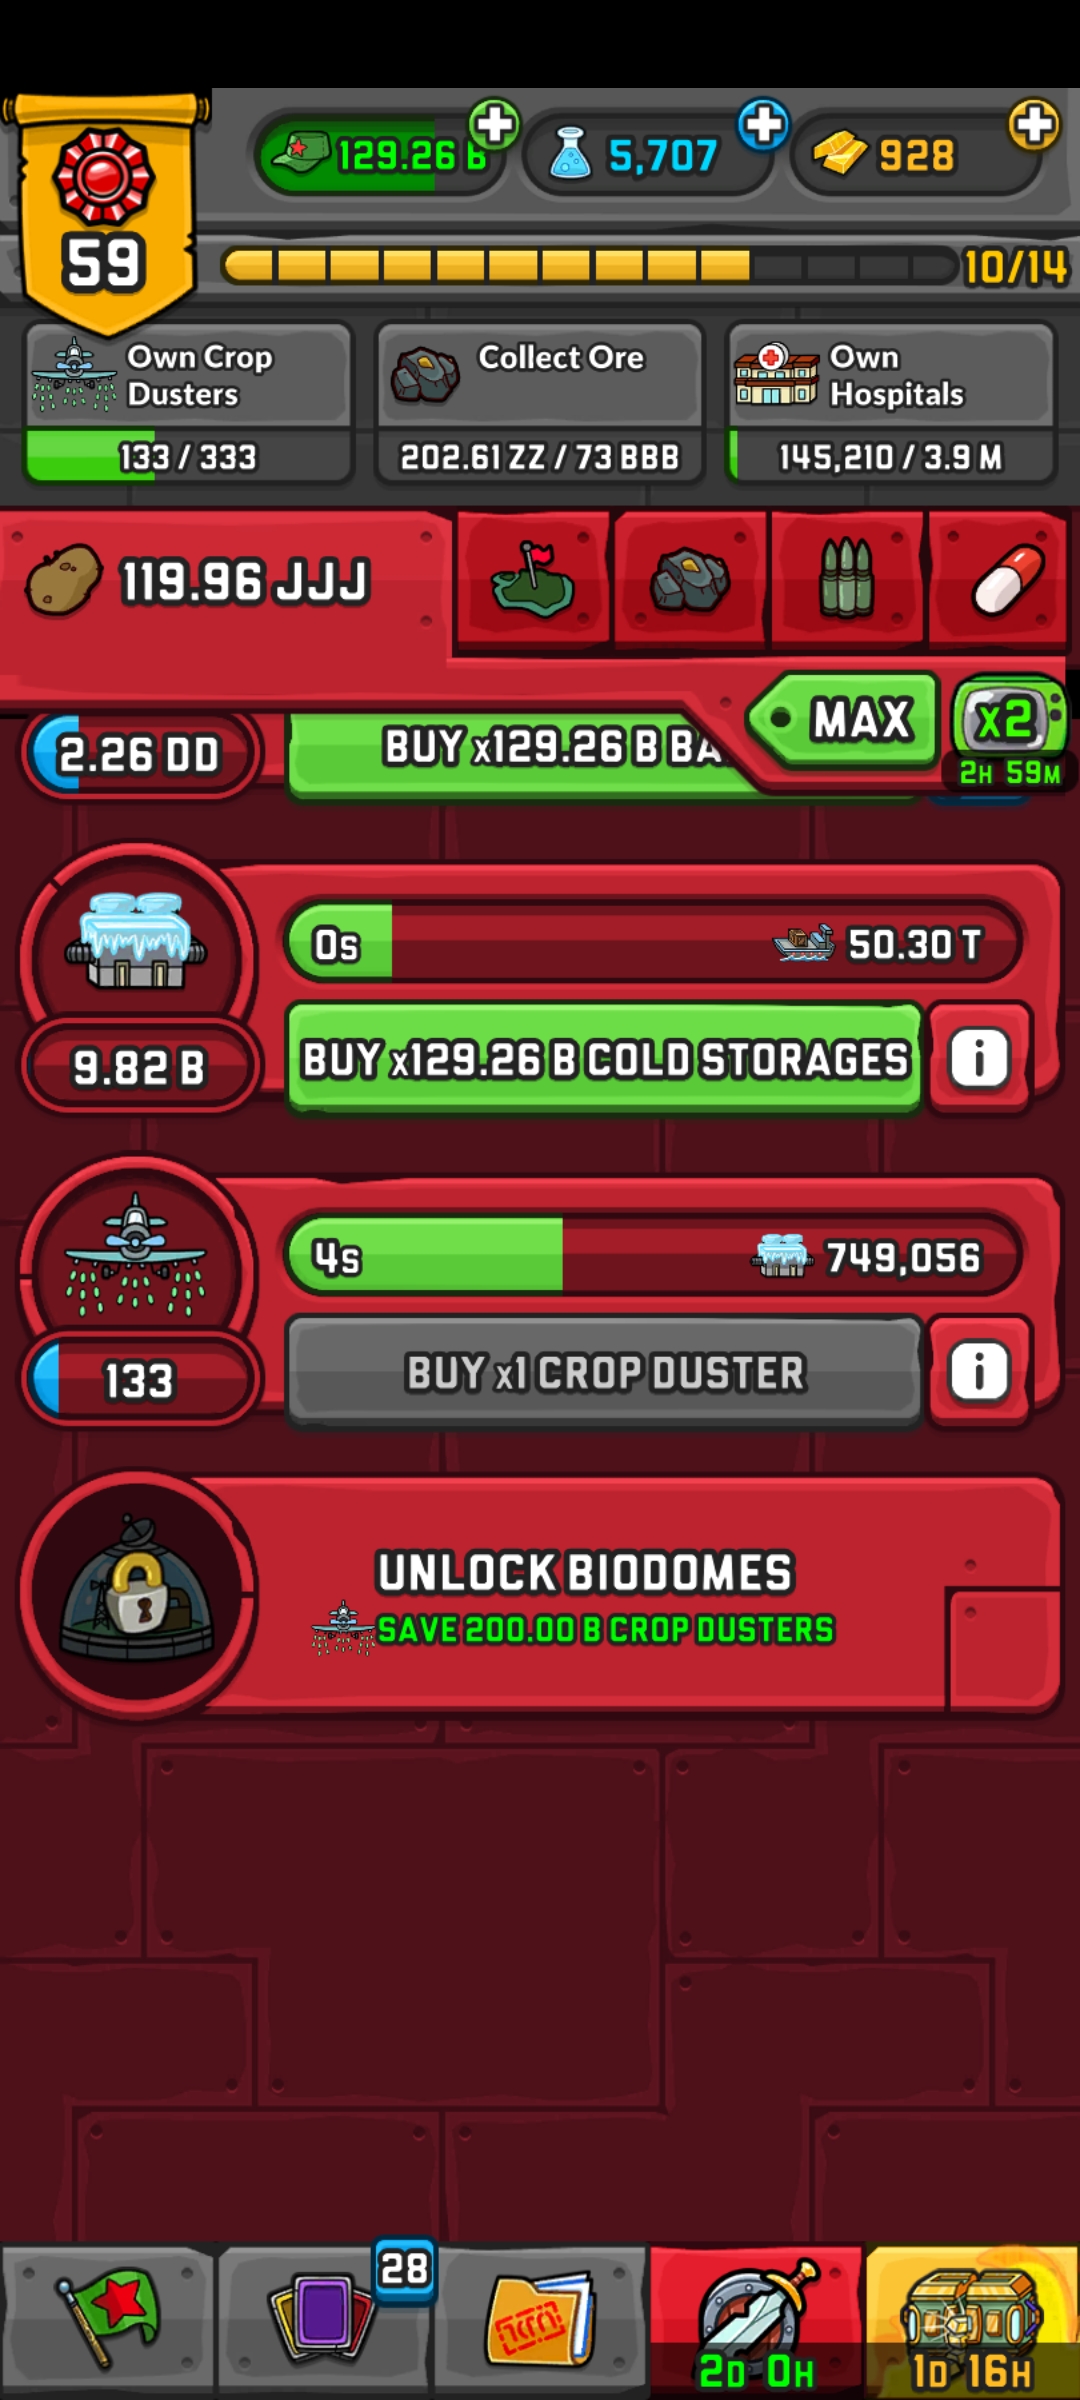 129.26 B
5,707
928
59
10/14
Own Crop
Dusters
133 / 333
Collect Ore
202.61 ZZ / 73 BBB
Own
Hospitals
145,210 / 3.9 M
119.96 JJJ
MAX
x2
2H 59M
2.26 DD
BUY x129.26 B BA
0s
50.30 T
9.82 B
BUY x129.26 B COLD STORAGES
i
4s
749,056
133
BUY x1 CROP DUSTER
i
UNLOCK BIODOMES
SAVE 200.00 B CROP DUSTERS
28
2D 0H
1D 16H